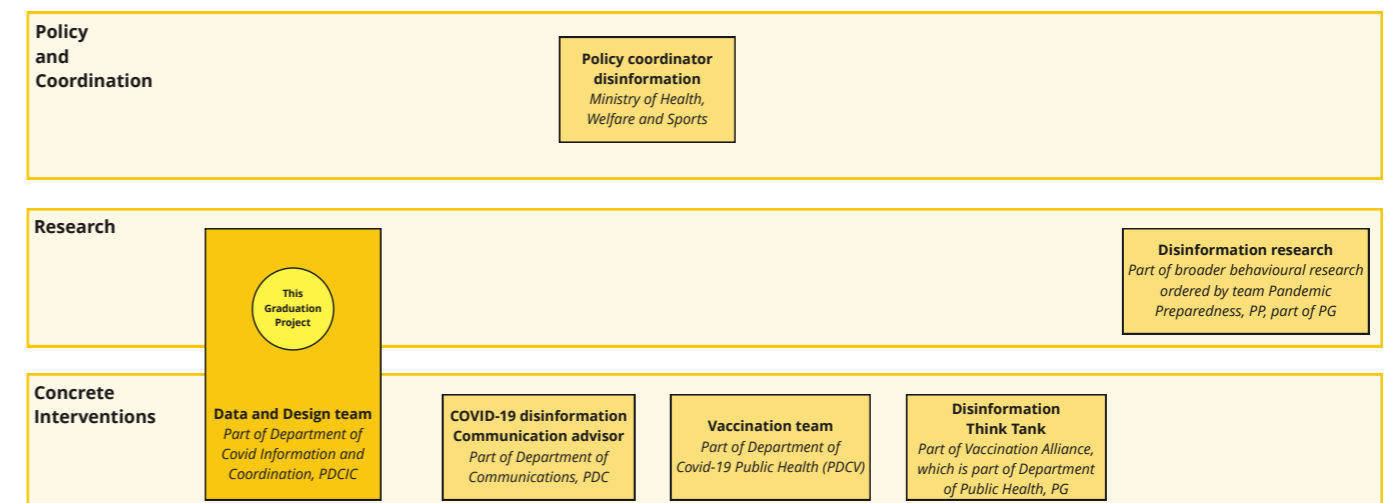 Policy
and
Coordination
Policy coordinator
disinformation
Ministry of Health,
Welfare and Sports
Research
This
Graduation
Project
Disinformation research
Part of broader behavioural research
ordered by team Pandemic
Preparedness, PP, part of PG
Concrete
Interventions
Data and Design team
Part of Department of
Covid Information and
Coordination, PDCIC
COVID-19 disinformation
Communication advisor
Part of Department of
Communications, PDC
Vaccination team
Part of Department of
Covid-19 Public Health (PDCV)
Disinformation
Think Tank
Part of Vaccination Alliance,
which is part of Department
of Public Health, PG